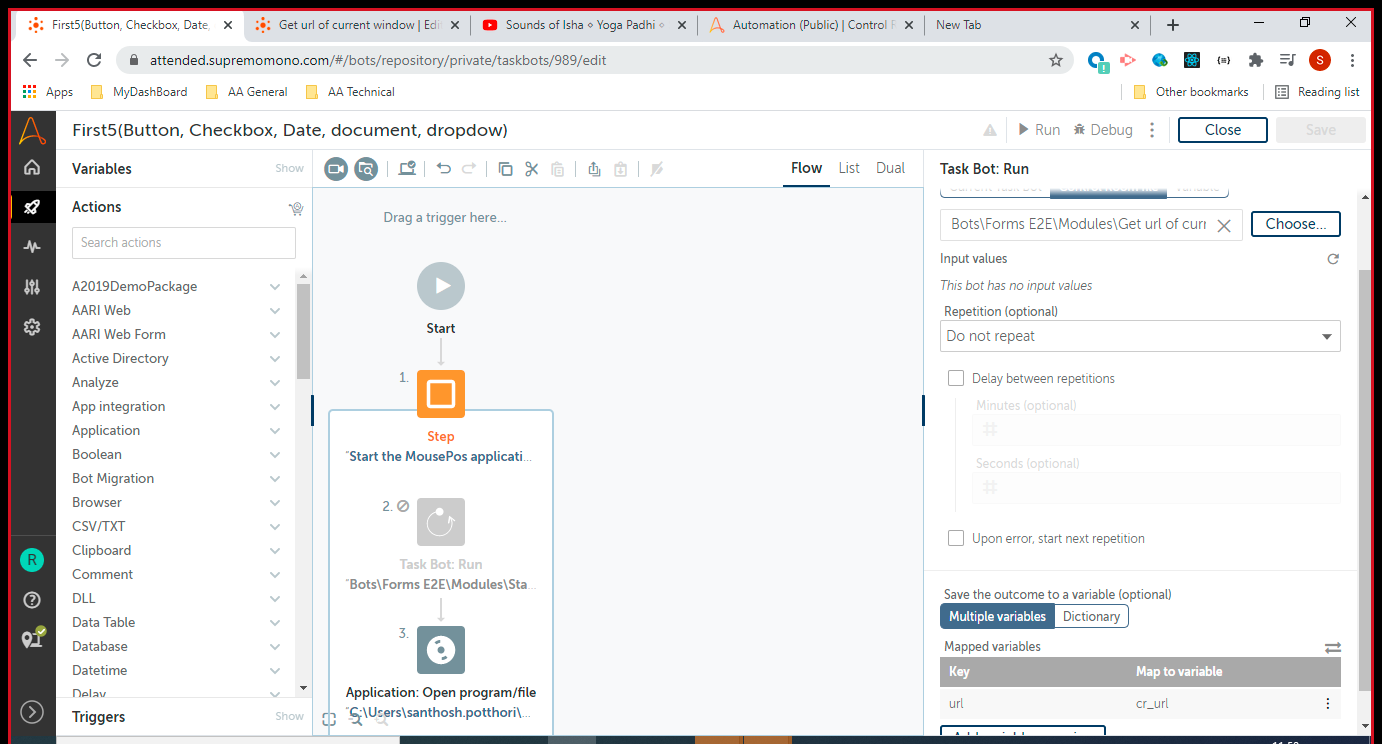 First5(Button, Checkbox, Date,
Get url of current window | Edi
Sounds of Isha ⋄ Yoga Padhi ⋄
Automation (Public) | Control R
New Tab
attended.supremomono.com/#/bots/repository/private/taskbots/989/edit
S
Apps
MyDashBoard
AA General
AA Technical
Other bookmarks
Reading list
First5(Button, Checkbox, Date, document, dropdow)
Run
Debug
Close
Save
Variables
Show
Flow
List
Dual
Task Bot: Run
Actions
Search actions
A2019DemoPackage
AARI Web
AARI Web Form
Active Directory
Analyze
App integration
Application
Boolean
Bot Migration
Browser
CSV/TXT
Clipboard
Comment
DLL
Data Table
Database
Datetime
Delay
Triggers
Show
R
Drag a trigger here...
Start
1.
Step
"Start the MousePos applicati...
2.
Task Bot: Run
"Bots\Forms E2E\Modules\Sta...
3.
Application: Open program/file
"C:\Users\santhosh.potthori\...
Current Task Bot
Control Room file
Variable
Bots\Forms E2E\Modules\Get url of curr
Choose...
Input values
This bot has no input values
Repetition (optional)
Do not repeat
Delay between repetitions
Minutes (optional)
#
Seconds (optional)
#
Upon error, start next repetition
Save the outcome to a variable (optional)
Multiple variables
Dictionary
Mapped variables
Key
Map to variable
url
cr_url